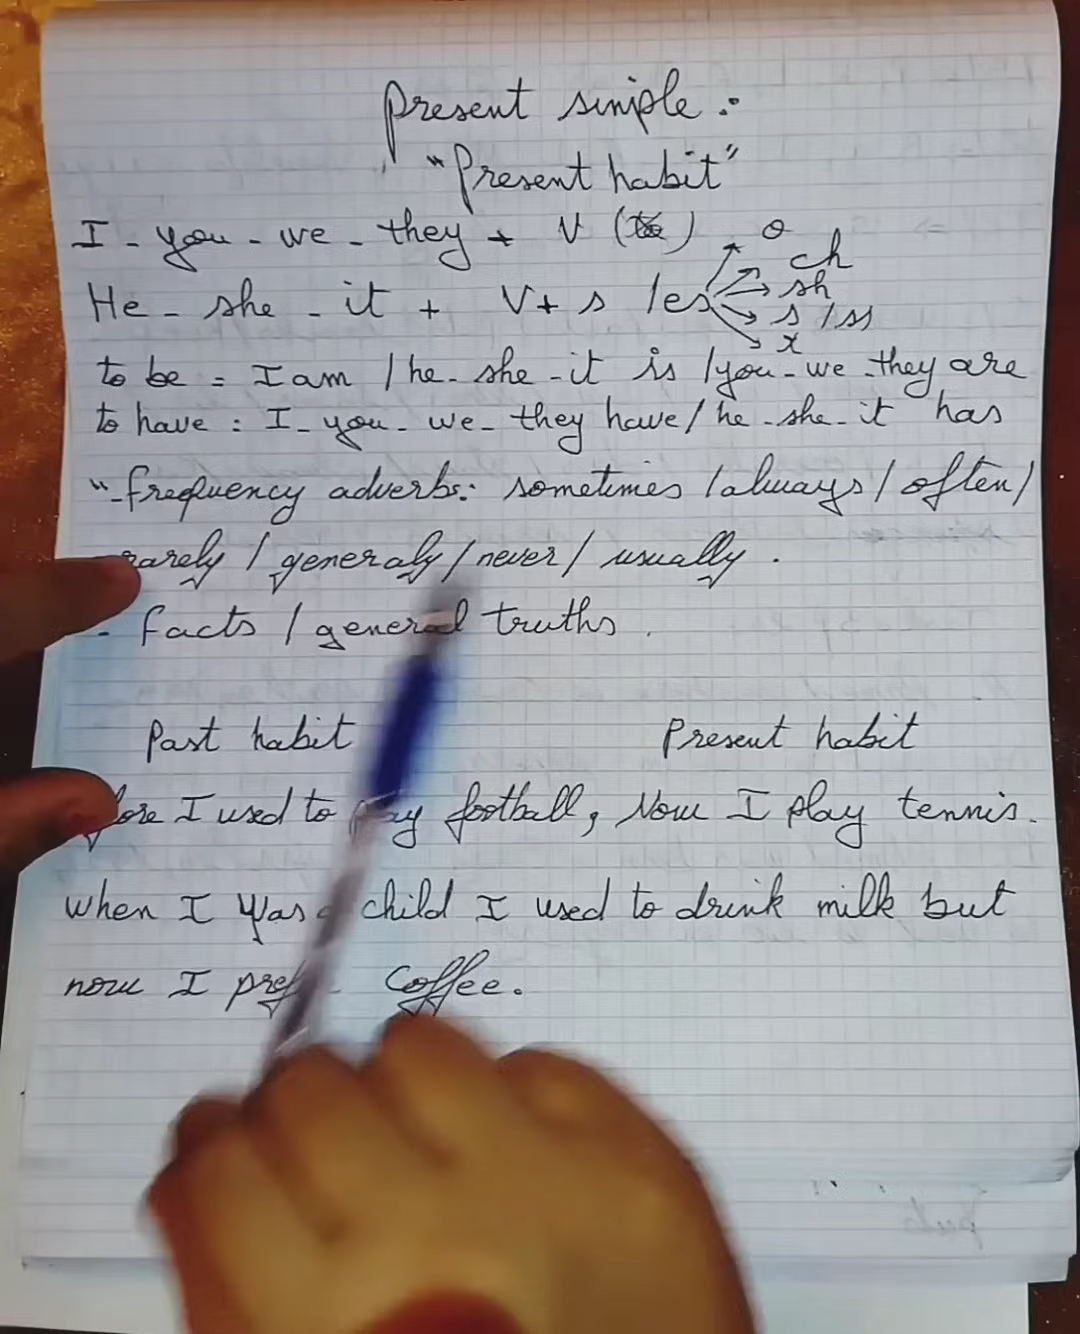 Present simple :
"Present habit"
I - you - we - they + V (to)
o
ch
He - she - it + V + s /es
sh
s / ss
x
to be = I am / he - she - it is / you - we - they are
to have : I - you - we - they have / he - she - it has
"- frequency adverbs: sometimes / always / often /
rarely / generaly / never / usually .
- facts / general truths .
Past habit Present habit
I used to football, Now I play tennis.
when I was child I used to drink milk but
now I Coffee.